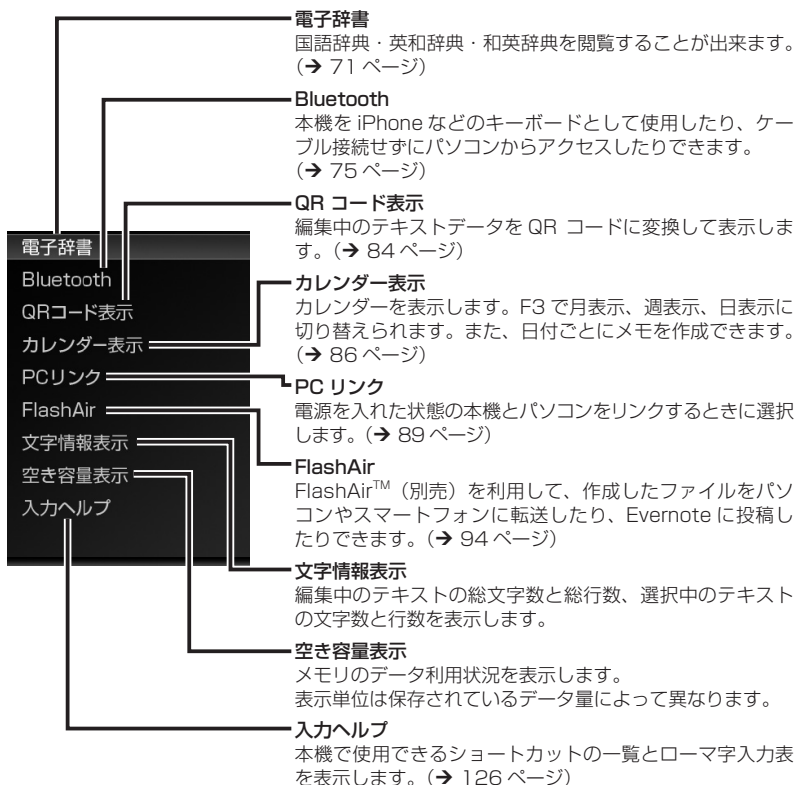 電子辞書
国語辞典・英和辞典・和英辞典を閲覧することが出来ます。
（➔ 71 ページ）
Bluetooth
本機を iPhone などのキーボードとして使用したり、ケー
ブル接続せずにパソコンからアクセスしたりできます。
（➔ 75 ページ）
QR コード表示
編集中のテキストデータを QR コードに変換して表示しま
す。（➔ 84 ページ）
カレンダー表示
カレンダーを表示します。F3 で月表示、週表示、日表示に
切り替えられます。また、日付ごとにメモを作成できます。
（➔ 86 ページ）
PC リンク
電源を入れた状態の本機とパソコンをリンクするときに選択
します。（➔ 89 ページ）
FlashAir
FlashAir™（別売）を利用して、作成したファイルをパソ
コンやスマートフォンに転送したり、Evernote に投稿し
たりできます。（➔ 94 ページ）
文字情報表示
編集中のテキストの総文字数と総行数、選択中のテキスト
の文字数と行数を表示します。
空き容量表示
メモリのデータ利用状況を表示します。
表示単位は保存されているデータ量によって異なります。
入力ヘルプ
本機で使用できるショートカットの一覧とローマ字入力表
を表示します。（➔ 126 ページ）
電子辞書
Bluetooth
QRコード表示
カレンダー表示
PCリンク
FlashAir
文字情報表示
空き容量表示
入力ヘルプ